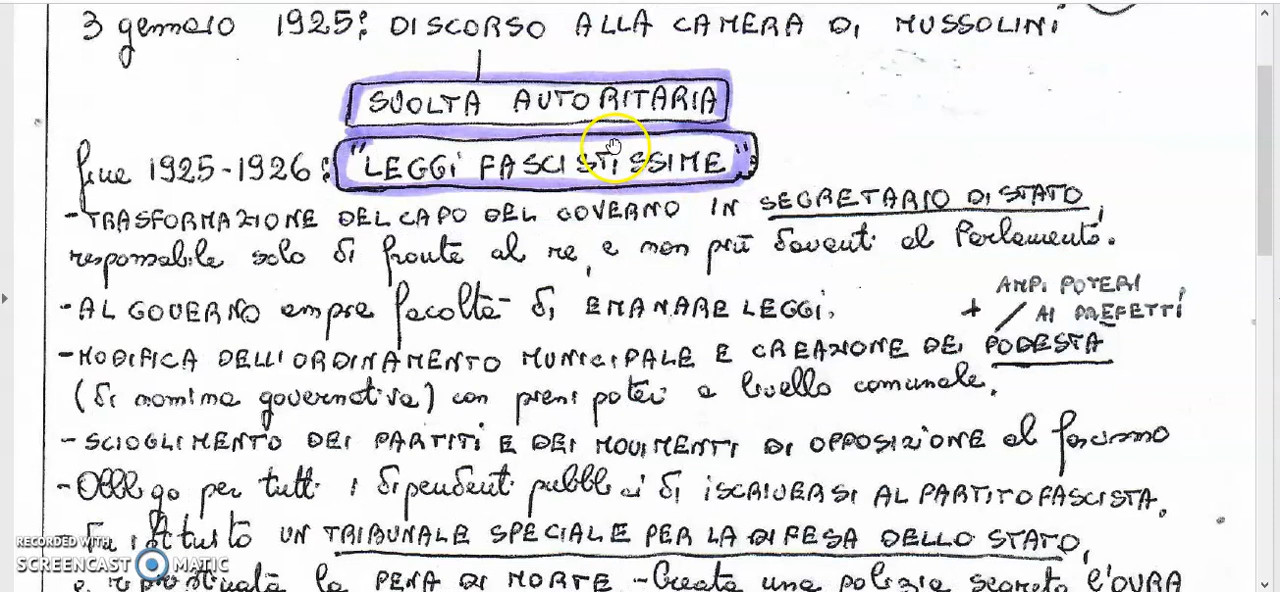 3 gennaio 1925: DISCORSO ALLA CAMERA DI MUSSOLINI
SVOLTA AUTORITARIA
fine 1925-1926: "LEGGI FASCISTISSIME":
-TRASFORMAZIONE DEL CAPO DEL GOVERNO IN SEGRETARIO DI STATO,
responsabile solo di fronte al re, e non più davanti al Parlamento.
AMPI POTERI
-AL GOVERNO ampre facoltà di EMANARE LEGGI. + / AI PREFETTI
-MODIFICA DELL'ORDINAMENTO MUNICIPALE E CREAZIONE DEI PODESTÀ
(di nomina governativa) con pieni poteri a livello comunale.
-SCIOGLIMENTO DEI PARTITI E DEI MOVIMENTI DI OPPOSIZIONE al fascismo
-Obbligo per tutti i dipendenti pubblici di ISCRIVERSI AL PARTITO FASCISTA.
UN TRIBUNALE SPECIALE PER LA DIFESA DELLO STATO,
RECORDED WITH
SCREENCAST MATIC
e la PENA DI MORTE - Creata una polizia segreta l'OVRA